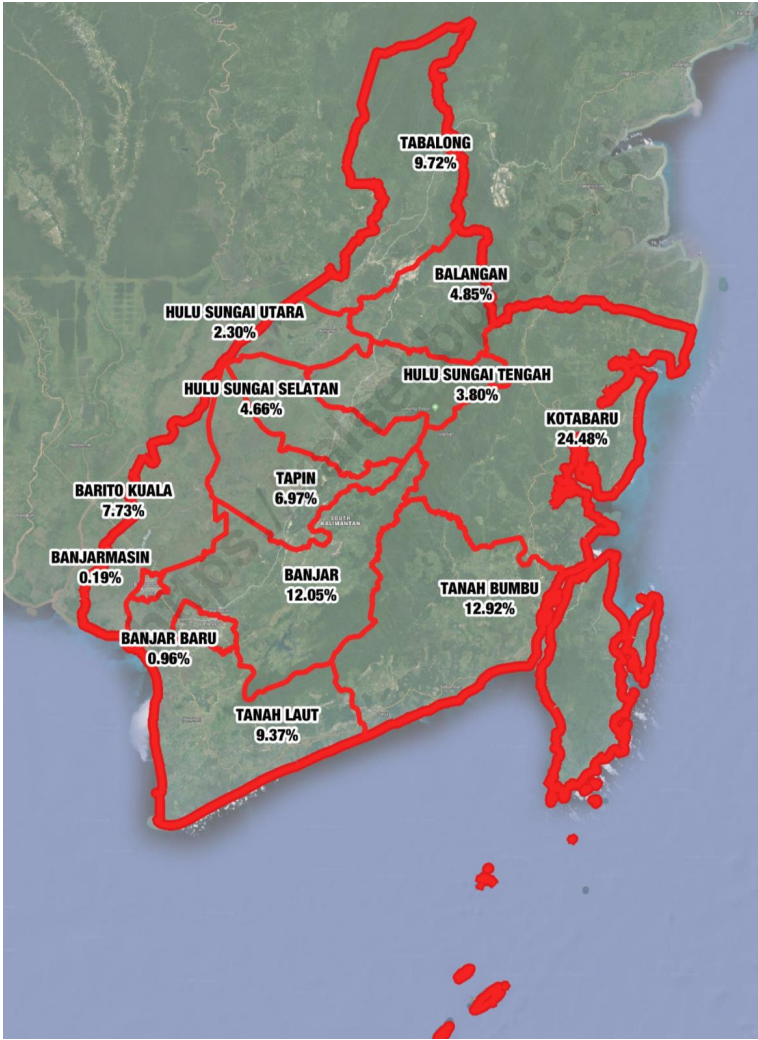 TABALONG
9.72%
BALANGAN
4.85%
HULU SUNGAI UTARA
2.30%
HULU SUNGAI TENGAH
3.80%
HULU SUNGAI SELATAN
4.66%
KOTABARU
24.48%
TAPIN
6.97%
BARITO KUALA
7.73%
SOUTH
KALIMANTAN
BANJARMASIN
0.19%
BANJAR
12.05%
TANAH BUMBU
12.92%
BANJAR BARU
0.96%
TANAH LAUT
9.37%